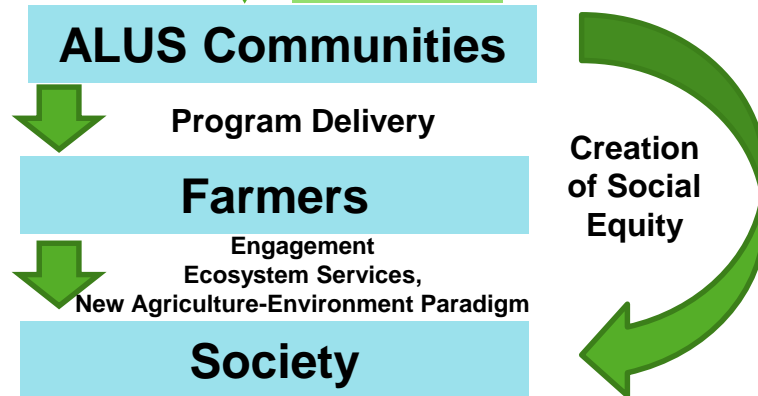 ALUS Communities
Program Delivery
Creation
of Social
Equity
Farmers
Engagement
Ecosystem Services,
New Agriculture-Environment Paradigm
Society